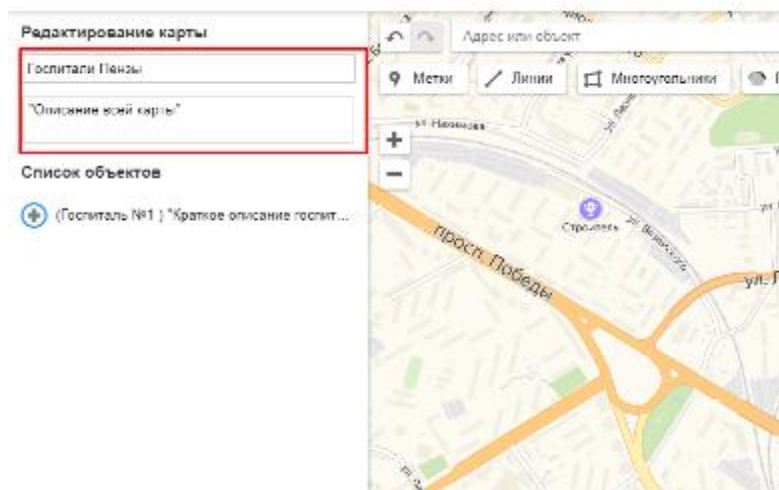 Редактирование карты
Госпитали Пензы
"Описание всей карты"
Список объектов
(Госпиталь №1 ) "Краткое описание госпит...
Адрес или объект
Метки
Линии
Многоугольники
ул. Нахимова
Строитель
просп. Победы
ул.